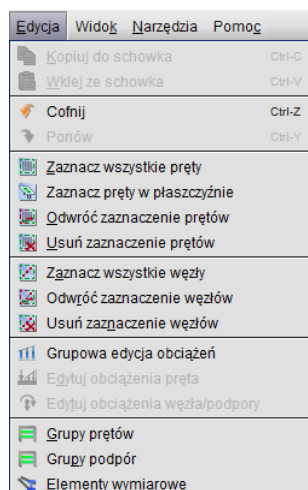 Edycja Widok Narzędzia Pomoc
Kopiuj do schowka Ctrl-C
Wklej ze schowka Ctrl-V
Cofnij Ctrl-Z
Ponów Ctrl-Y
Zaznacz wszystkie pręty
Zaznacz pręty w płaszczyźnie
Odwróć zaznaczenie prętów
Usuń zaznaczenie prętów
Zaznacz wszystkie węzły
Odwróć zaznaczenie węzłów
Usuń zaznaczenie węzłów
Grupowa edycja obciążeń
Edytuj obciążenia pręta
Edytuj obciążenia węzła/podpory
Grupy prętów
Grupy podpór
Elementy wymiarowe